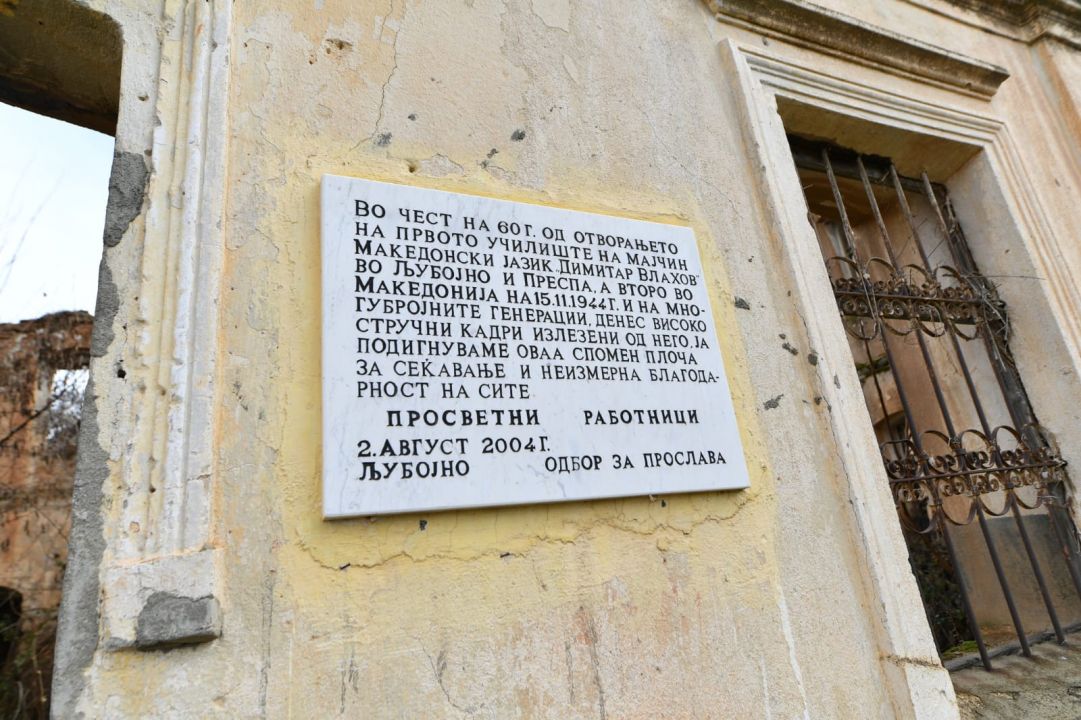 ВО ЧЕСТ НА 60 Г. ОД ОТВОРАЊЕТО
НА ПРВОТО УЧИЛИШТЕ НА МАЈЧИН
МАКЕДОНСКИ ЈАЗИК „ДИМИТАР ВЛАХОВ"
ВО ЉУБОЈНО И ПРЕСПА, А ВТОРО ВО
МАКЕДОНИЈА НА 15.11.1944 Г. И НА МНО-
ГУБРОЈНИТЕ ГЕНЕРАЦИИ, ДЕНЕС ВИСОКО
СТРУЧНИ КАДРИ ИЗЛЕЗЕНИ ОД НЕГО, ЈА
ПОДИГНУВАМЕ ОВАА СПОМЕН ПЛОЧА
ЗА СЕЌАВАЊЕ И НЕИЗМЕРНА БЛАГОДА-
РНОСТ НА СИТЕ
ПРОСВЕТНИ РАБОТНИЦИ
2. АВГУСТ 2004 Г.
ЉУБОЈНО ОДБОР ЗА ПРОСЛАВА